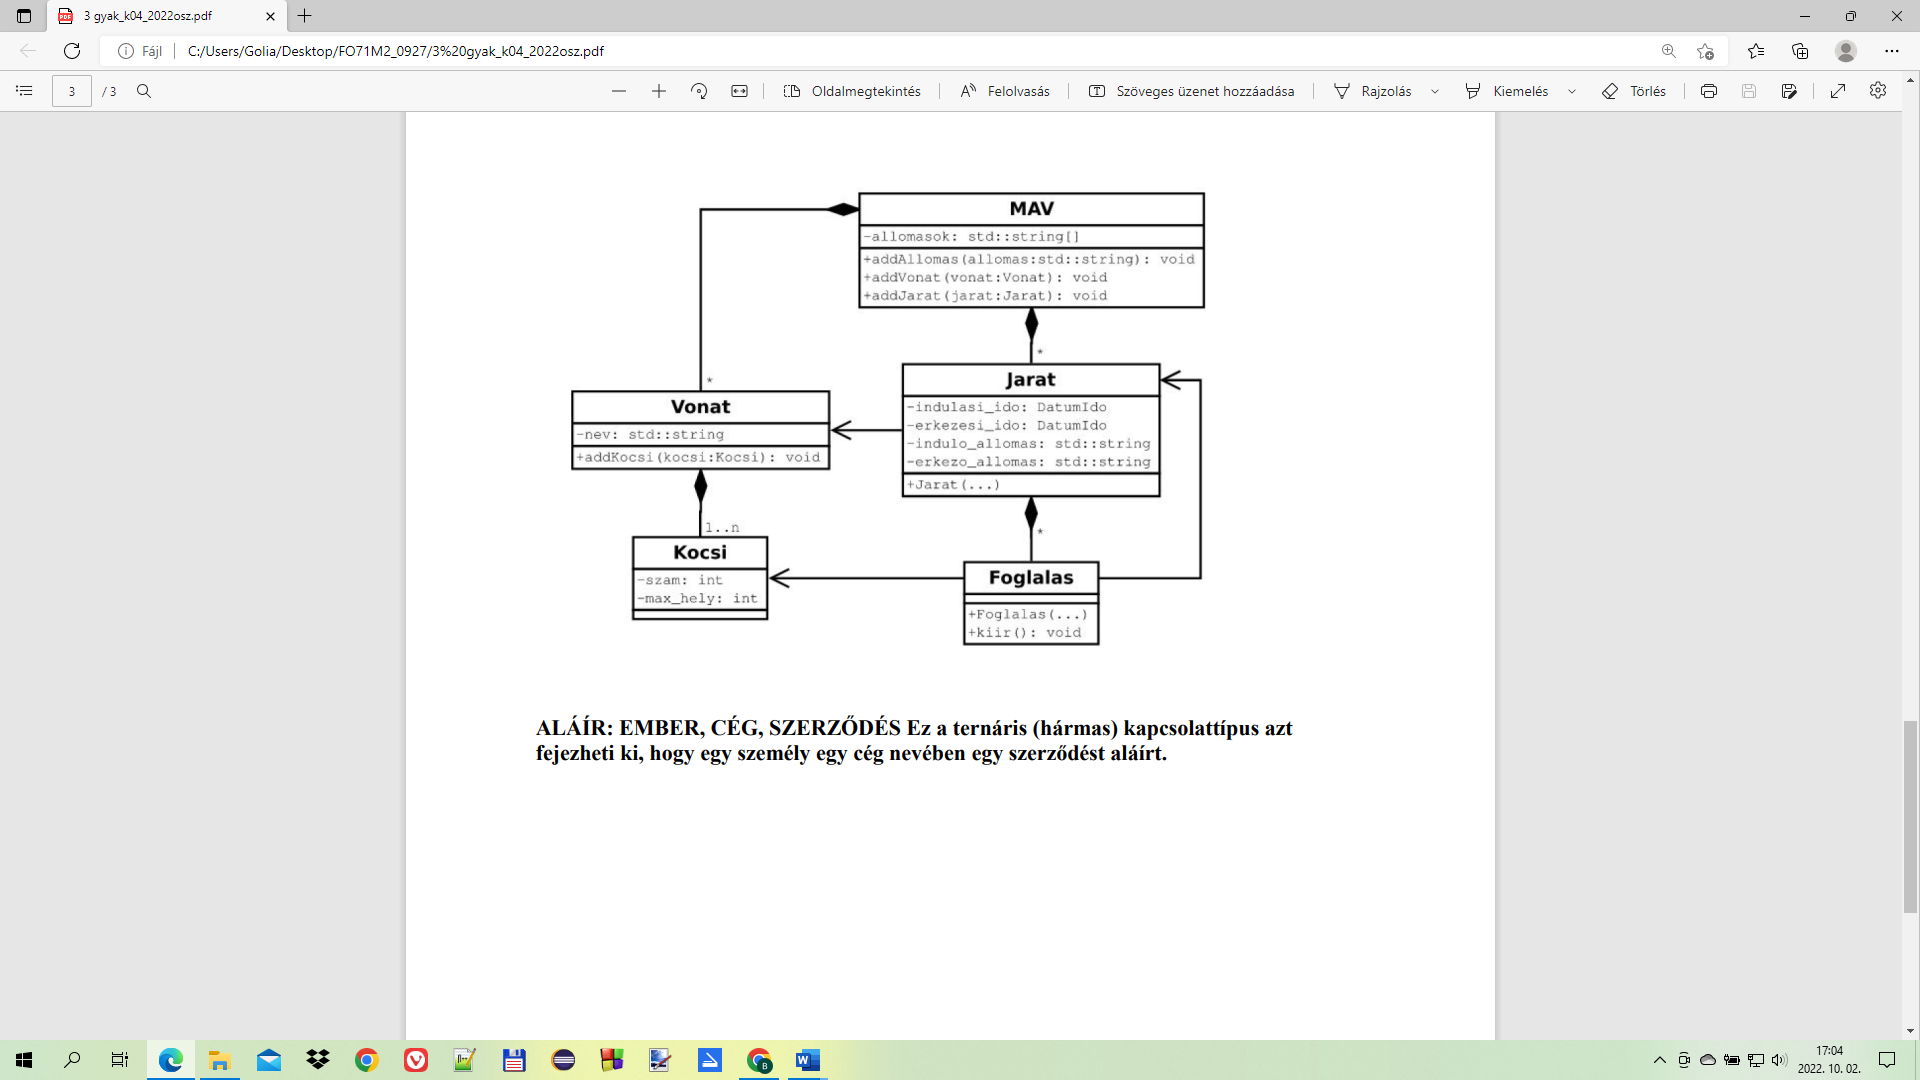 3 gyak_k04_2022osz.pdf
Fájl
C:/Users/Golia/Desktop/FO71M2_0927/3%20gyak_k04_2022osz.pdf
3 / 3
Oldalmegtekintés
Felolvasás
Szöveges üzenet hozzáadása
Rajzolás
Kiemelés
Törlés
MAV
-allomasok: std::string[]
+addAllomas(allomas:std::string): void
+addVonat(vonat:Vonat): void
+addJarat(jarat:Jarat): void
*
*
Jarat
-indulasi_ido: DatumIdo
-erkezesi_ido: DatumIdo
-indulo_allomas: std::string
-erkezo_allomas: std::string
+Jarat(...)
Vonat
-nev: std::string
+addKocsi(kocsi:Kocsi): void
1..n
*
Kocsi
-szam: int
-max_hely: int
Foglalas
+Foglalas(...)
+kiir(): void
ALÁÍR: EMBER, CÉG, SZERZŐDÉS Ez a ternáris (hármas) kapcsolattípus azt
fejezheti ki, hogy egy személy egy cég nevében egy szerződést aláírt.
17:04
2022. 10. 02.